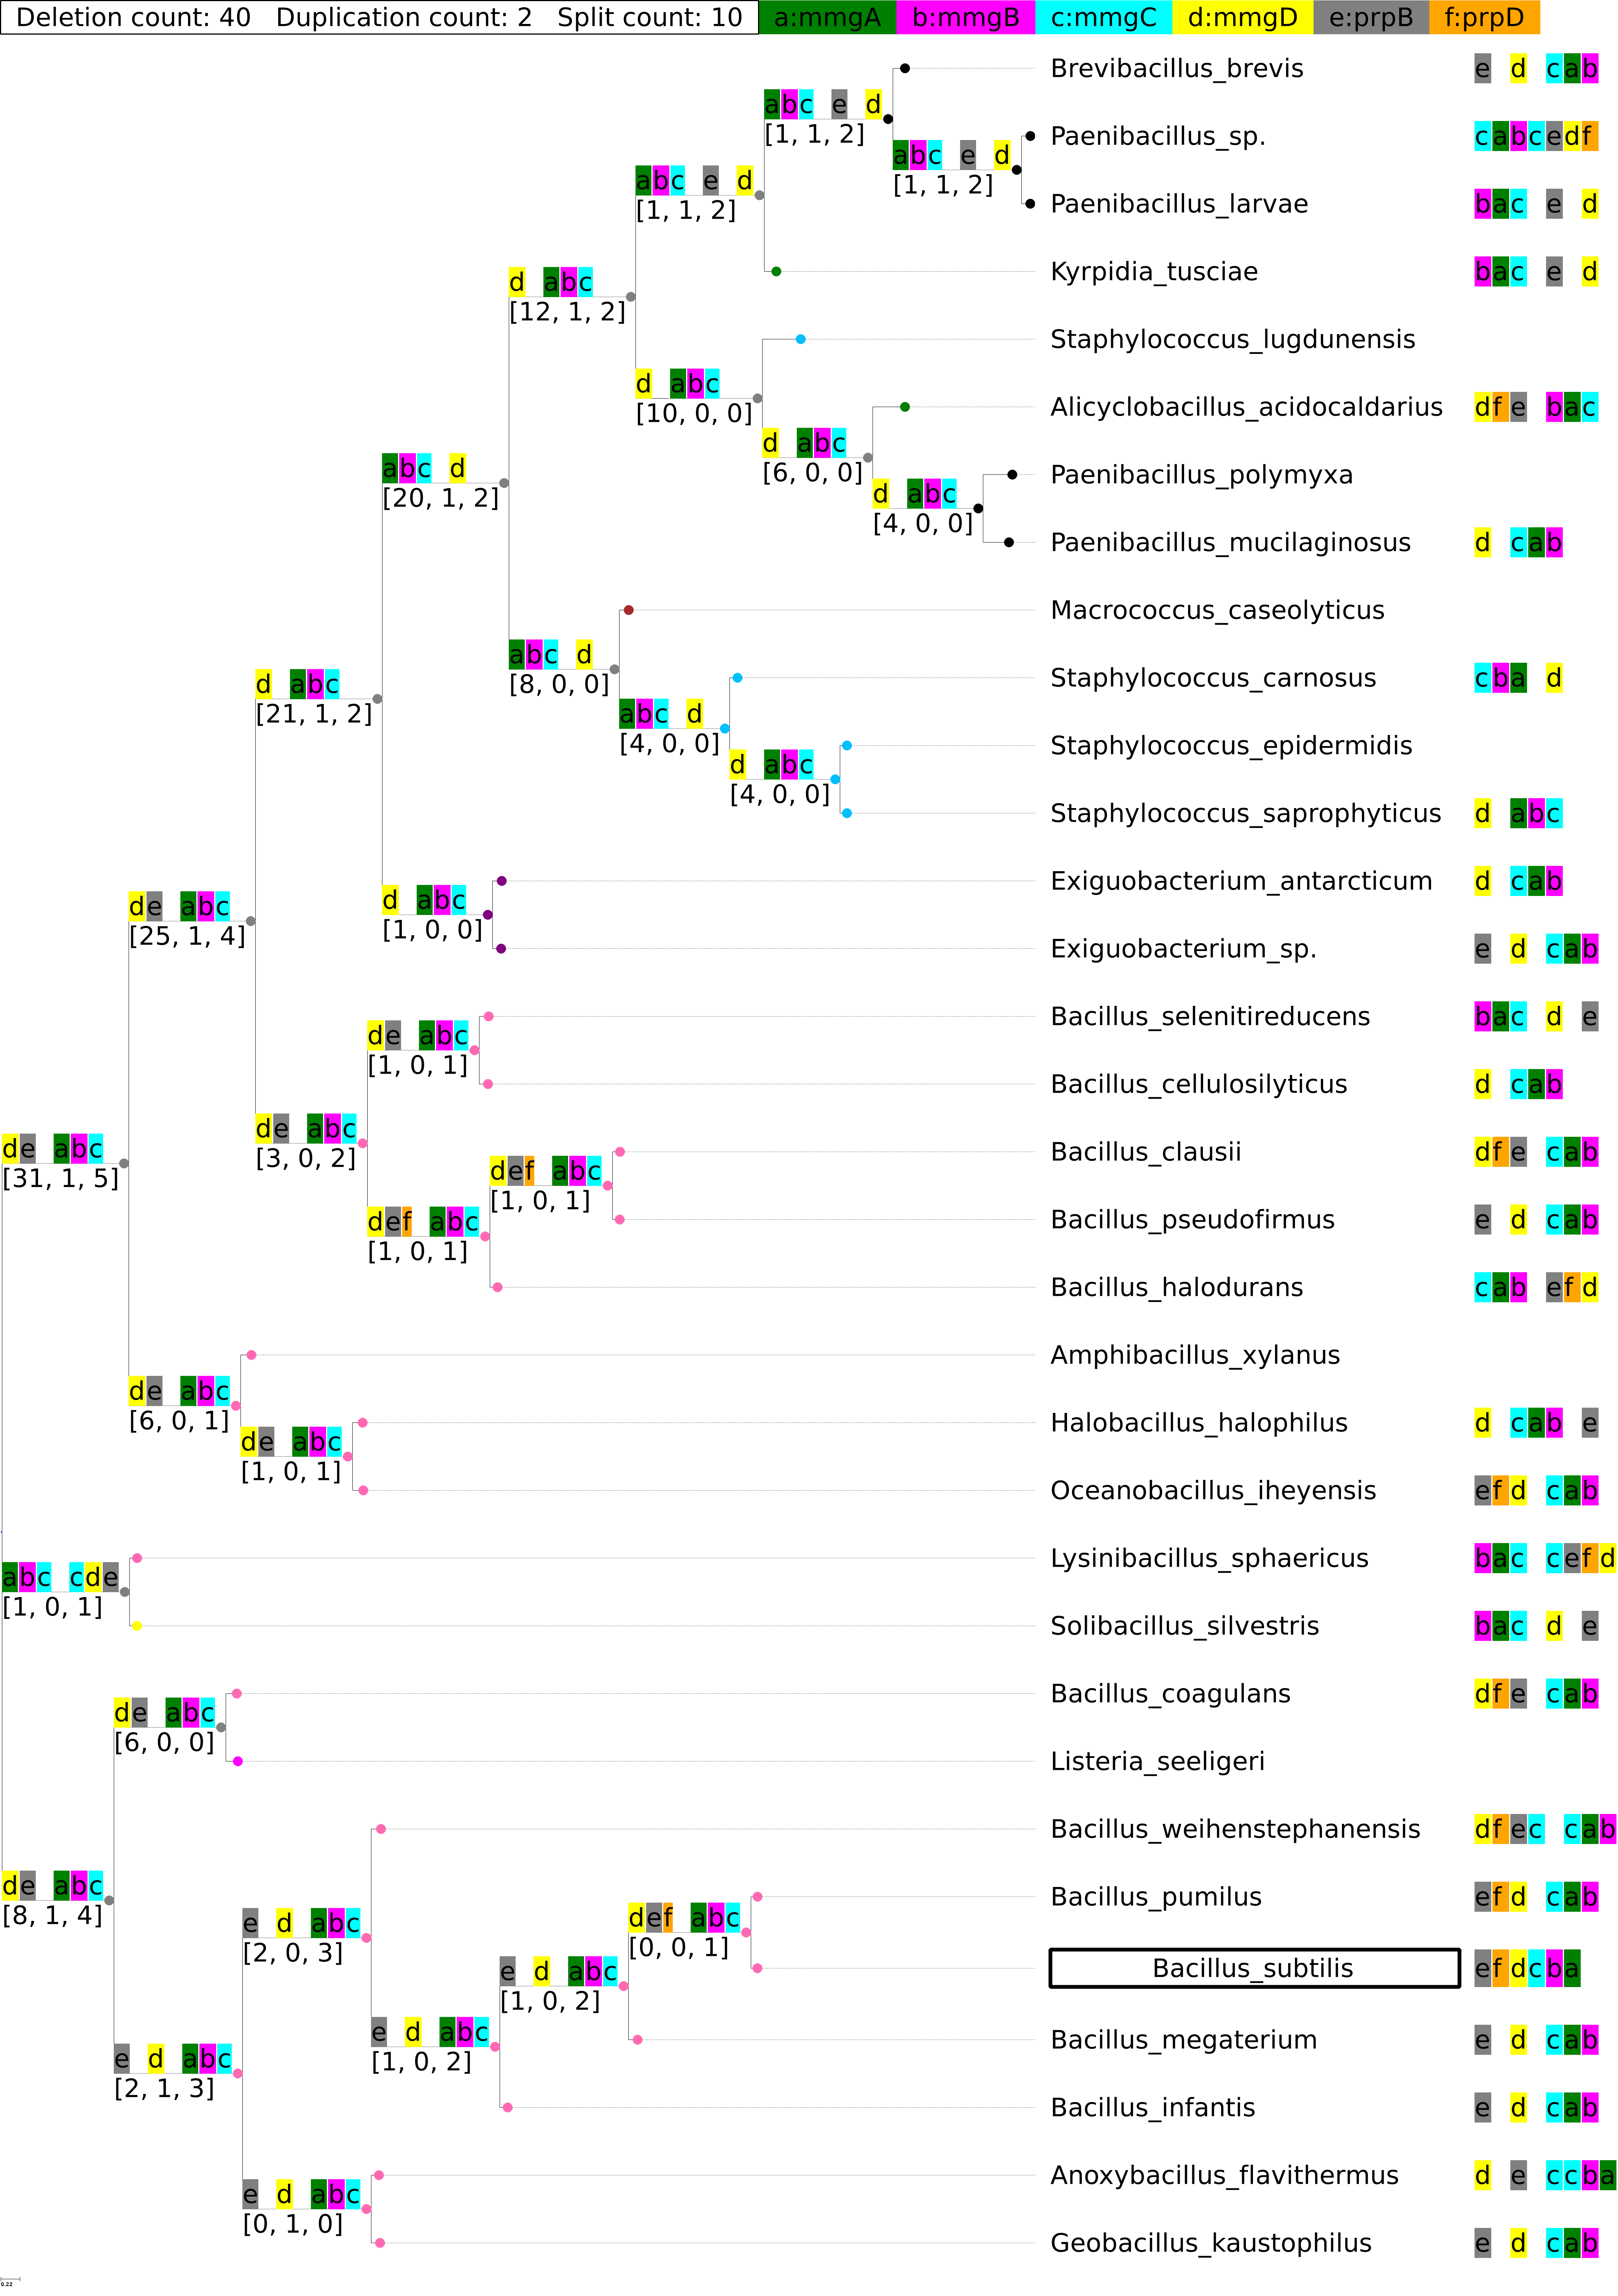 Deletion count: 40 Duplication count: 2 Split count: 10 a:mmgA b:mmgB c:mmgC d:mmgD e:prpB f:prpD
Brevibacillus_brevis e d cab
abc e d
[1, 1, 2]
Paenibacillus_sp. cabcedf
abc e d
[1, 1, 2]
abc e d
[1, 1, 2]
Paenibacillus_larvae bac e d
Kyrpidia_tusciae bac e d
d abc
[12, 1, 2]
Staphylococcus_lugdunensis
d abc
[10, 0, 0]
Alicyclobacillus_acidocaldarius dfe bac
d abc
[6, 0, 0]
abc d
[20, 1, 2]
Paenibacillus_polymyxa
d abc
[4, 0, 0]
Paenibacillus_mucilaginosus d cab
Macrococcus_caseolyticus
abc d
[8, 0, 0]
Staphylococcus_carnosus cba d
d abc
[21, 1, 2]
abc d
[4, 0, 0]
Staphylococcus_epidermidis
d abc
[4, 0, 0]
Staphylococcus_saprophyticus d abc
Exiguobacterium_antarcticum d cab
d abc
[1, 0, 0]
de abc
[25, 1, 4]
Exiguobacterium_sp. e d cab
Bacillus_selenitireducens bac d e
de abc
[1, 0, 1]
Bacillus_cellulosilyticus d cab
de abc
[3, 0, 2]
de abc
[31, 1, 5]
Bacillus_clausii dfe cab
def abc
[1, 0, 1]
Bacillus_pseudofirmus e d cab
def abc
[1, 0, 1]
Bacillus_halodurans cab efd
Amphibacillus_xylanus
de abc
[6, 0, 1]
Halobacillus_halophilus d cab e
de abc
[1, 0, 1]
Oceanobacillus_iheyensis efd cab
Lysinibacillus_sphaericus bac cefd
abc cde
[1, 0, 1]
Solibacillus_silvestris bac d e
Bacillus_coagulans dfe cab
de abc
[6, 0, 0]
Listeria_seeligeri
Bacillus_weihenstephanensis dfec cab
de abc
[8, 1, 4]
Bacillus_pumilus efd cab
e d abc
[2, 0, 3]
def abc
[0, 0, 1]
Bacillus_subtilis efdcba
e d abc
[1, 0, 2]
Bacillus_megaterium e d cab
e d abc
[1, 0, 2]
e d abc
[2, 1, 3]
Bacillus_infantis e d cab
Anoxybacillus_flavithermus d e ccba
e d abc
[0, 1, 0]
Geobacillus_kaustophilus e d cab
0.22